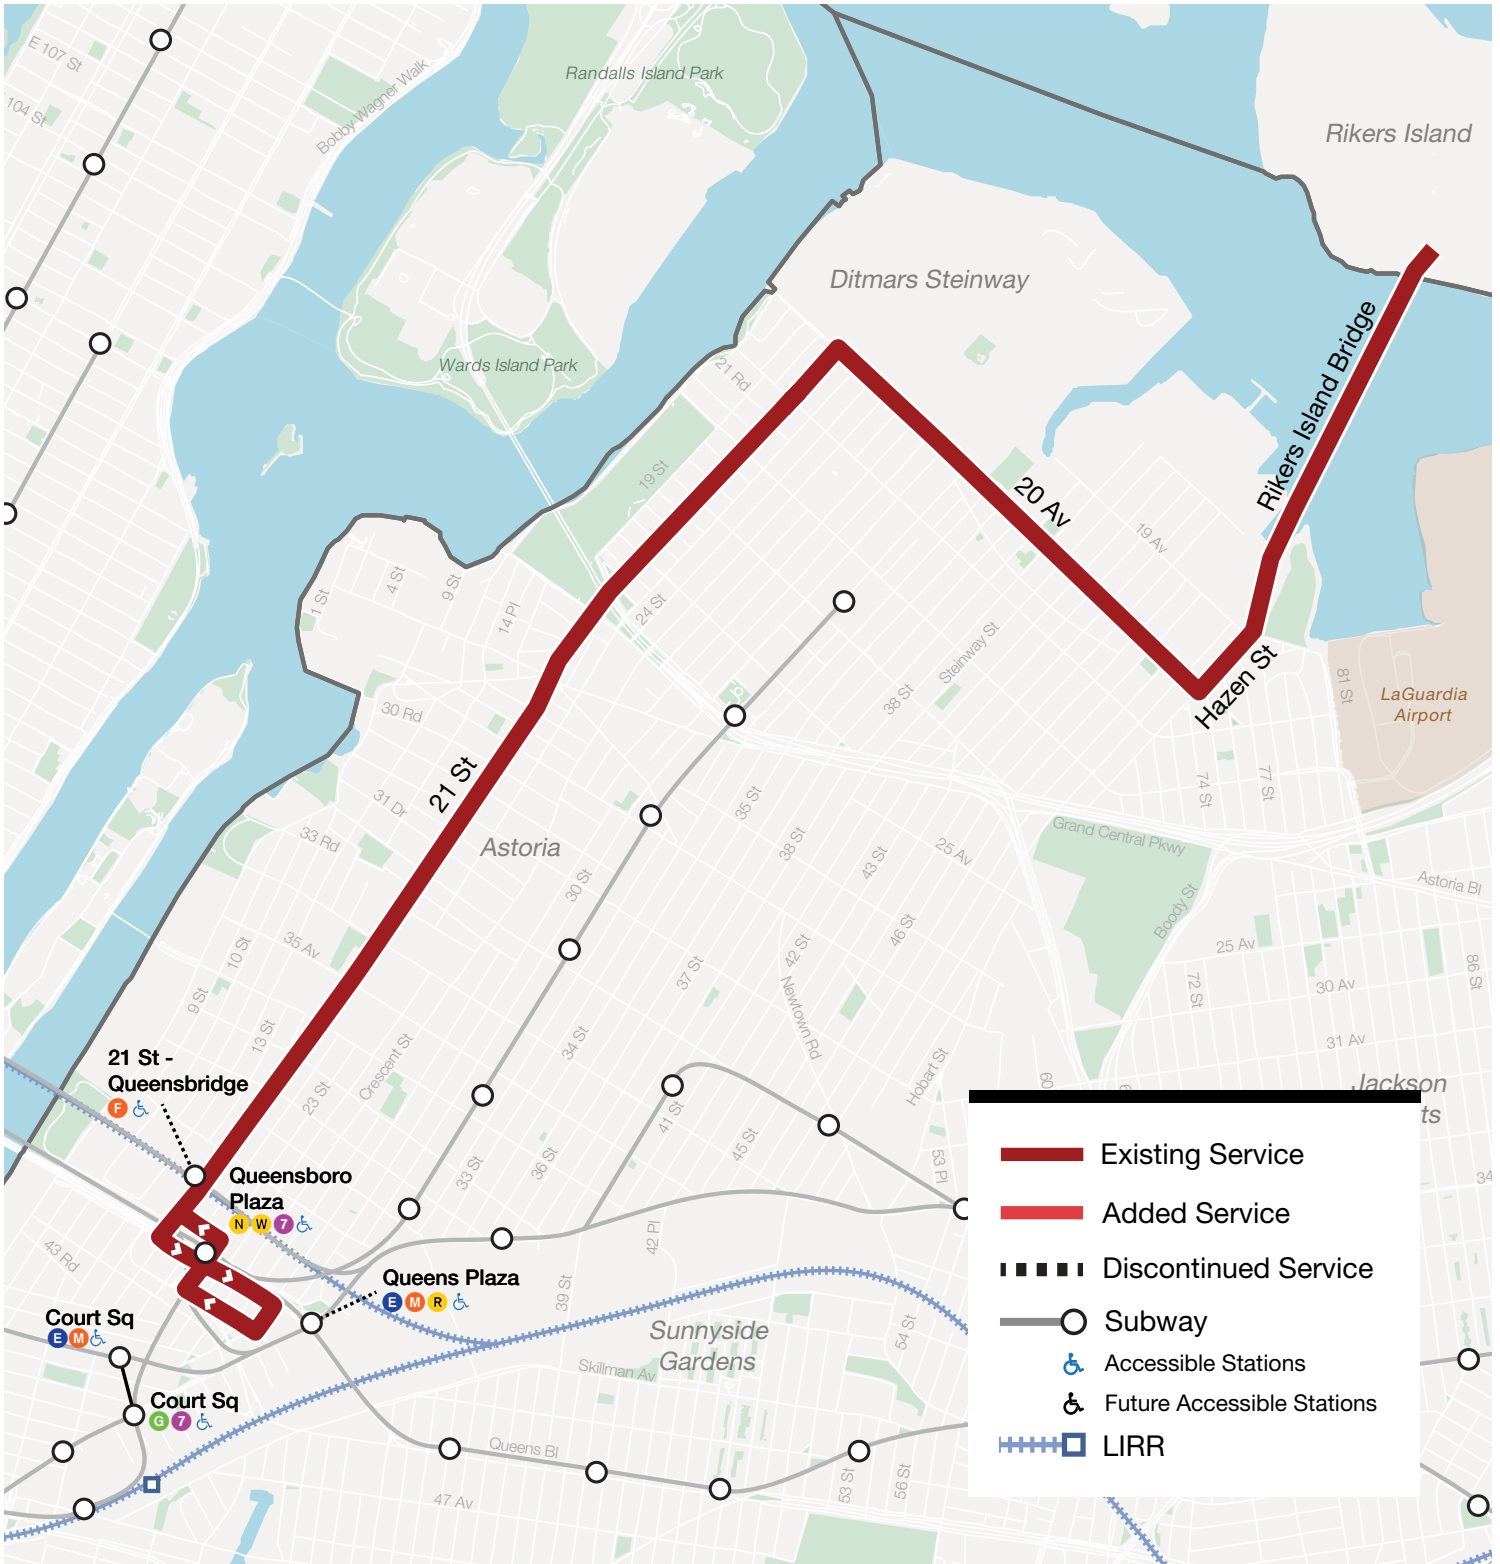 E 107 St
104 St
Bobby Wagner Walk
Randalls Island Park
Rikers Island
Ditmars Steinway
Wards Island Park
21 Rd
Rikers Island Bridge
19 St
20 Av
19 Av
1 St
4 St
9 St
14 Pl
24 St
Steinway St
38 St
Hazen St
81 St
LaGuardia
Airport
30 Rd
21 St
31 Dr
33 Rd
35 St
74 St
77 St
Astoria
38 St
43 St
25 Av
Grand Central Pkwy
Astoria Bl
30 St
Boody St
35 Av
10 St
42 St
46 St
25 Av
86 St
9 St
37 St
Newtown Rd
72 St
30 Av
13 St
34 St
31 Av
21 St -
Queensbridge
F
23 St
Crescent St
Hobart St
60
6
Jackson
ts
41 St
45 St
33 St
36 St
53 Pl
34
Queensboro
Plaza
N W 7
43 Rd
42 Pl
Queens Plaza
E M R
39 St
Court Sq
E M
Sunnyside
Gardens
54 St
Skillman Av
Court Sq
G 7
Queens Bl
47 Av
53 St
56 St
Existing Service
Added Service
Discontinued Service
Subway
Accessible Stations
Future Accessible Stations
LIRR